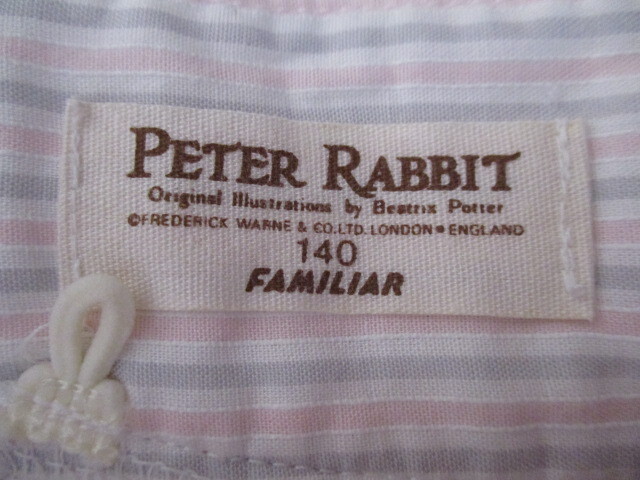 PETER RABBIT
Original Illustrations by Beatrix Potter
©FREDERICK WARNE & CO.LTD. LONDON • ENGLAND
140
FAMILIAR